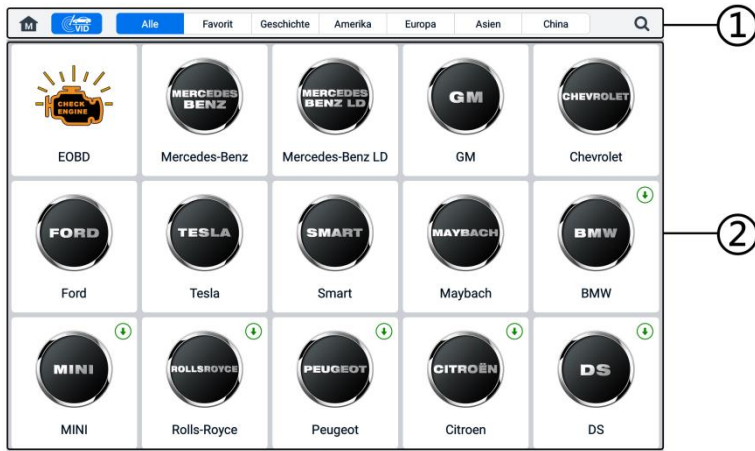 M VID Alle Favorit Geschichte Amerika Europa Asien China ①
CHECK
ENGINE
EOBD
MERCEDES
BENZ
Mercedes-Benz
MERCEDES
BENZ LD
Mercedes-Benz LD
GM
GM
CHEVROLET
Chevrolet
②
FORD
Ford
TESLA
Tesla
SMART
Smart
MAYBACH
Maybach
BMW
BMW
MINI
MINI
ROLLSROYCE
Rolls-Royce
PEUGEOT
Peugeot
CITROËN
Citroen
DS
DS